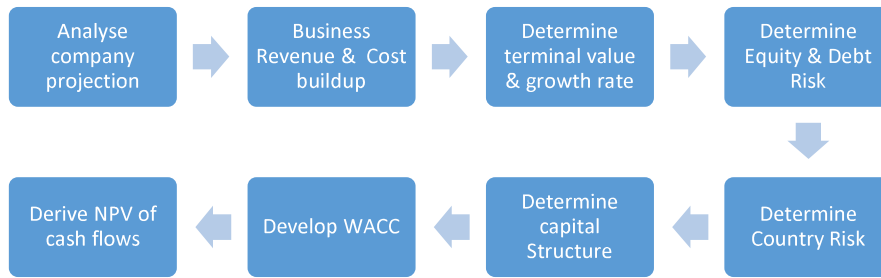 Analyse
company
projection
Business
Revenue & Cost
buildup
Determine
terminal value
& growth rate
Determine
Equity & Debt
Risk
Determine
Country Risk
Determine
capital
Structure
Develop WACC
Derive NPV of
cash flows